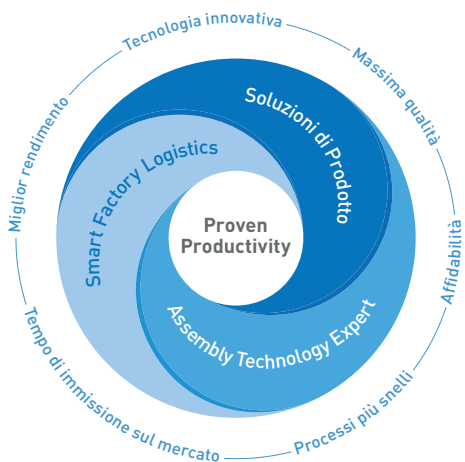 Tecnologia innovativa
Massima qualità
Affidabilità
Processi più snelli
Tempo di immissione sul mercato
Miglior rendimento
Soluzioni di Prodotto
Assembly Technology Expert
Smart Factory Logistics
Proven
Productivity